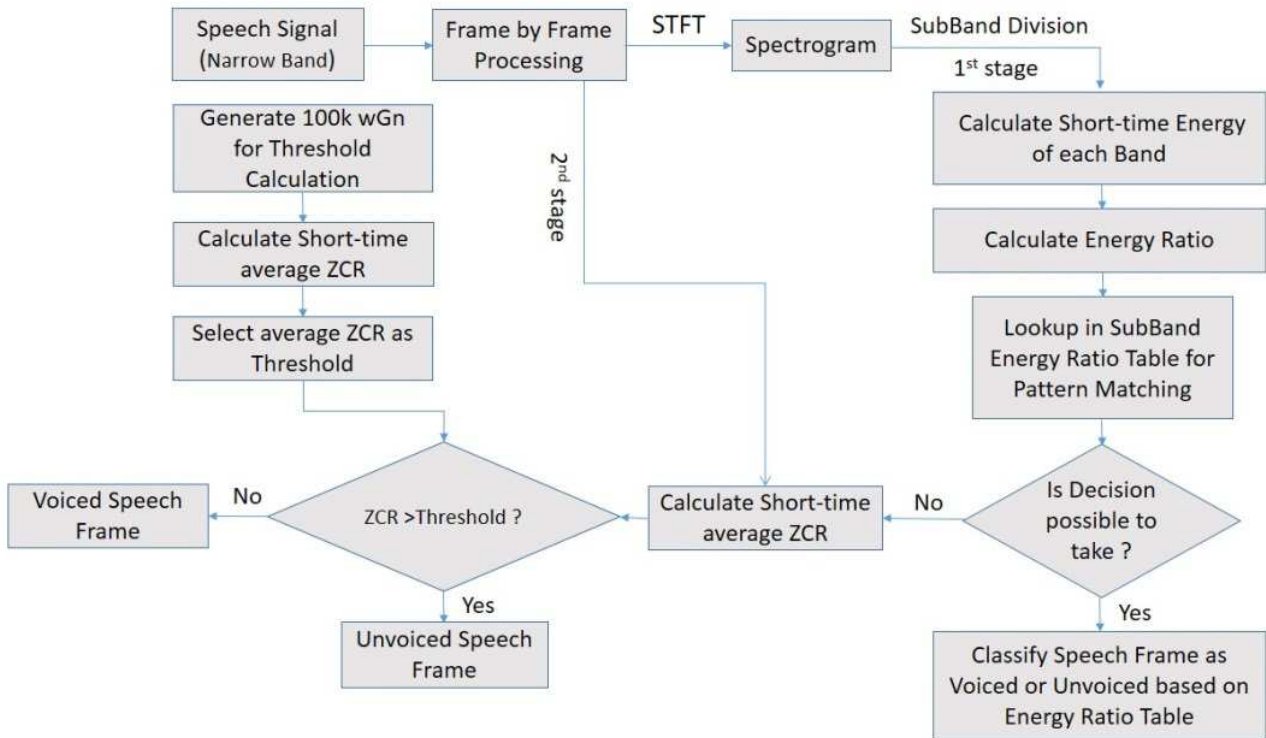 Speech Signal
(Narrow Band)
Frame by Frame
Processing
STFT
Spectrogram
SubBand Division
1st stage
Generate 100k wGn
for Threshold
Calculation
2nd stage
Calculate Short-time Energy
of each Band
Calculate Short-time
average ZCR
Calculate Energy Ratio
Select average ZCR as
Threshold
Lookup in SubBand
Energy Ratio Table for
Pattern Matching
Voiced Speech
Frame
No
ZCR >Threshold ?
Calculate Short-time
average ZCR
No
Is Decision
possible to
take ?
Yes
Unvoiced Speech
Frame
Yes
Classify Speech Frame as
Voiced or Unvoiced based on
Energy Ratio Table